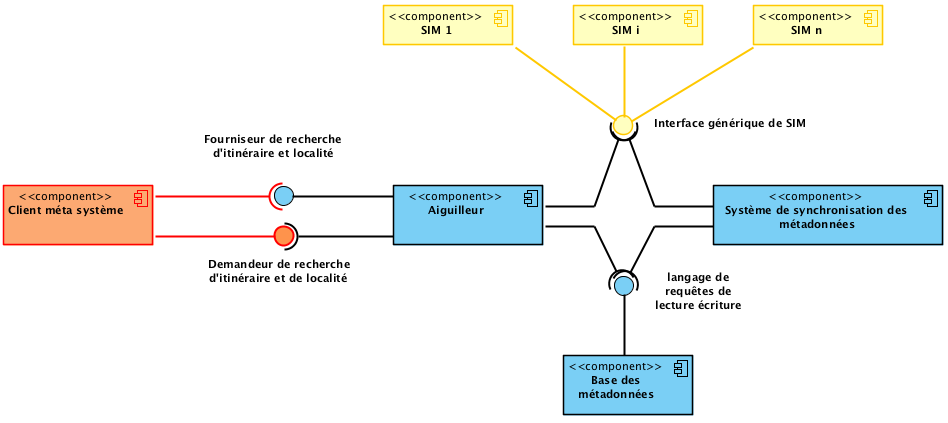 <<component>>
SIM 1
<<component>>
SIM i
<<component>>
SIM n
Interface générique de SIM
Fourniseur de recherche
d'itinéraire et localité
<<component>>
Client méta système
<<component>>
Aiguilleur
<<component>>
Système de synchronisation des
métadonnées
Demandeur de recherche
d'itinéraire et de localité
langage de
requêtes de
lecture écriture
<<component>>
Base des
métadonnées